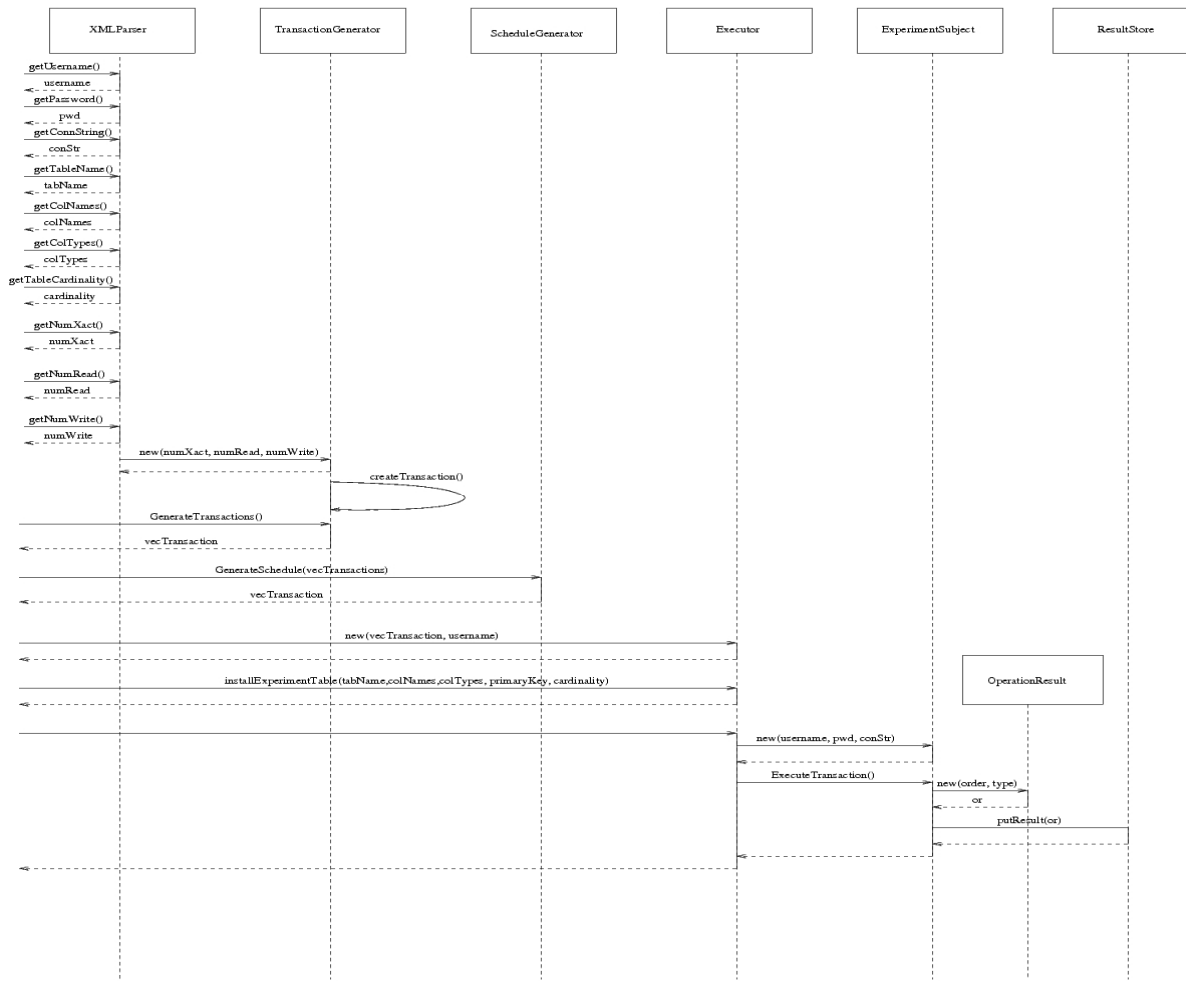 XMLParser
TransactionGenerator
ScheduleGenerator
Executor
ExperimentSubject
ResultStore
getUsername()
username
getPassword()
pwd
getConnString()
conStr
getTableName()
tabName
getColNames()
colNames
getColTypes()
colTypes
getTableCardinality()
cardinality
getNumXact()
numXact
getNumRead()
numRead
getNumWrite()
numWrite
new(numXact, numRead, numWrite)
createTransaction()
GenerateTransactions()
vecTransaction
GenerateSchedule(vecTransactions)
vecTransaction
new(vecTransaction, username)
installExperimentTable(tabName,colNames,colTypes, primaryKey, cardinality)
OperationResult
new(username, pwd, conStr)
ExecuteTransaction()
new(order, type)
or
putResult(or)